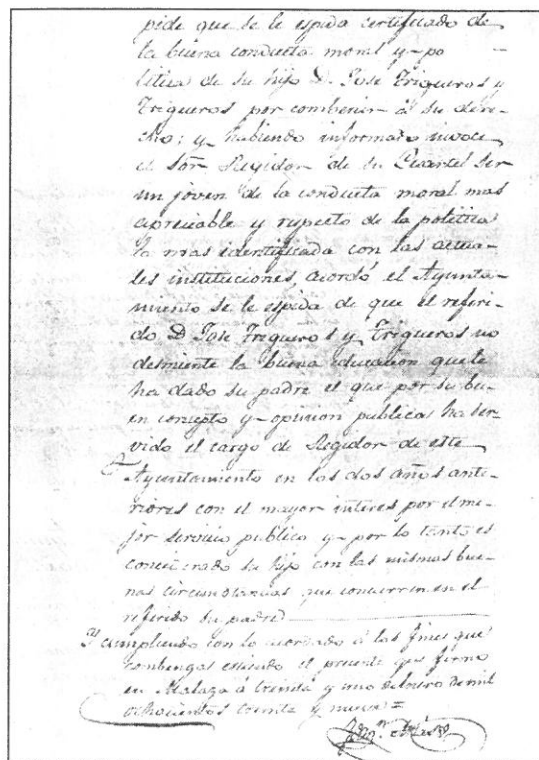 pide que se le espida certificado de
la buena conducta moral y po
litica de su hijo D. Jose Trigueros y
Trigueros por combenir á su dere-
cho; y habiendo informado invoce
el Sōr Regidor de su Cuartel ser
un joven de la conducta moral mas
apreciable y respecto de la politica
la mas identificada con las actua-
les instituciones, acordó el Ayunta-
miento se le espida de que el referi-
do D Jose Trigueros y Trigueros no
desmiente la buena educacion que le
ha dado su padre el que por su bu-
en concepto y opinion publica ha ser-
vido el cargo de Regidor de este
Ayuntamiento en los dos años ante-
riores con el mayor interes por el me-
jor servicio publico y por lo tanto es
considerado su hijo con las mismas bue-
nas circunstancias que concurren en el
referido su padre
Y cumpliendo con lo acordado á los fines que
combengas el presente que firmo
en Malaga á treinta y uno de Enero de mil
ochocientos treinta y nueve =